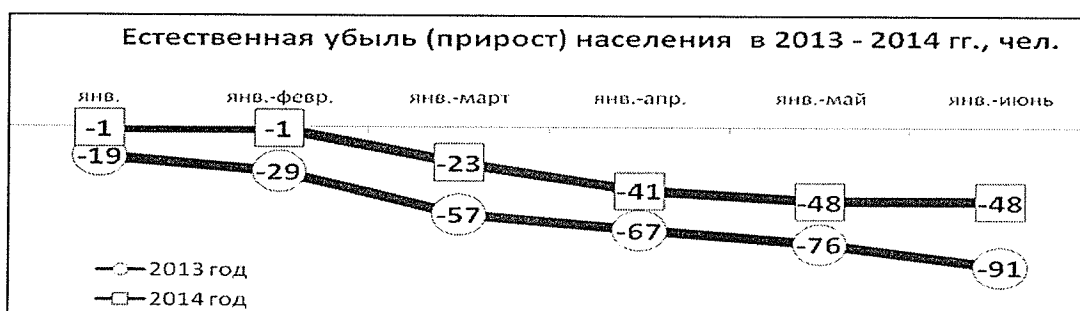 Естественная убыль (прирост) населения в 2013 - 2014 гг., чел.
янв. янв.-февр. янв.-март янв.-апр. янв.-май янв.-июнь
-1 -1 -23 -41 -48 -48
-19 -29 -57 -67 -76 -91
2013 год
2014 год